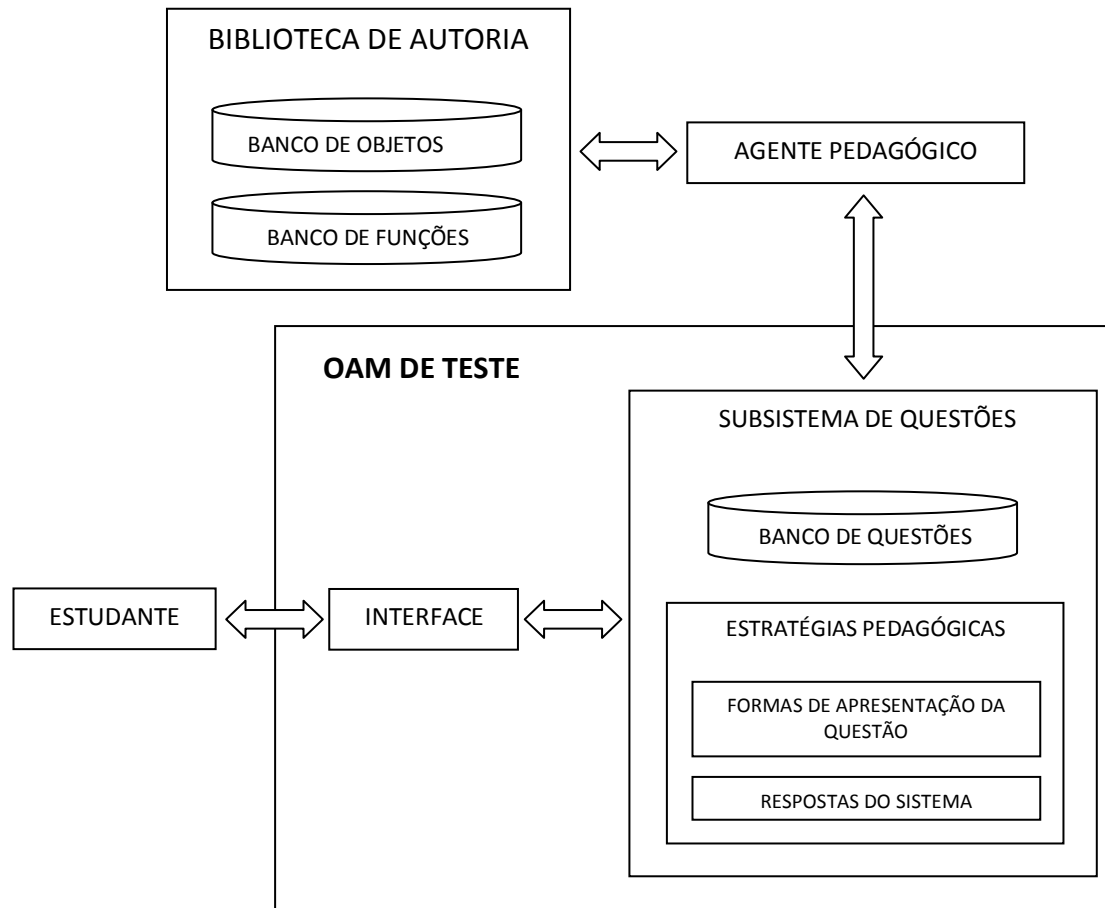 BIBLIOTECA DE AUTORIA
BANCO DE OBJETOS
BANCO DE FUNÇÕES
AGENTE PEDAGÓGICO
OAM DE TESTE
SUBSISTEMA DE QUESTÕES
BANCO DE QUESTÕES
ESTUDANTE
INTERFACE
ESTRATÉGIAS PEDAGÓGICAS
FORMAS DE APRESENTAÇÃO DA
QUESTÃO
RESPOSTAS DO SISTEMA